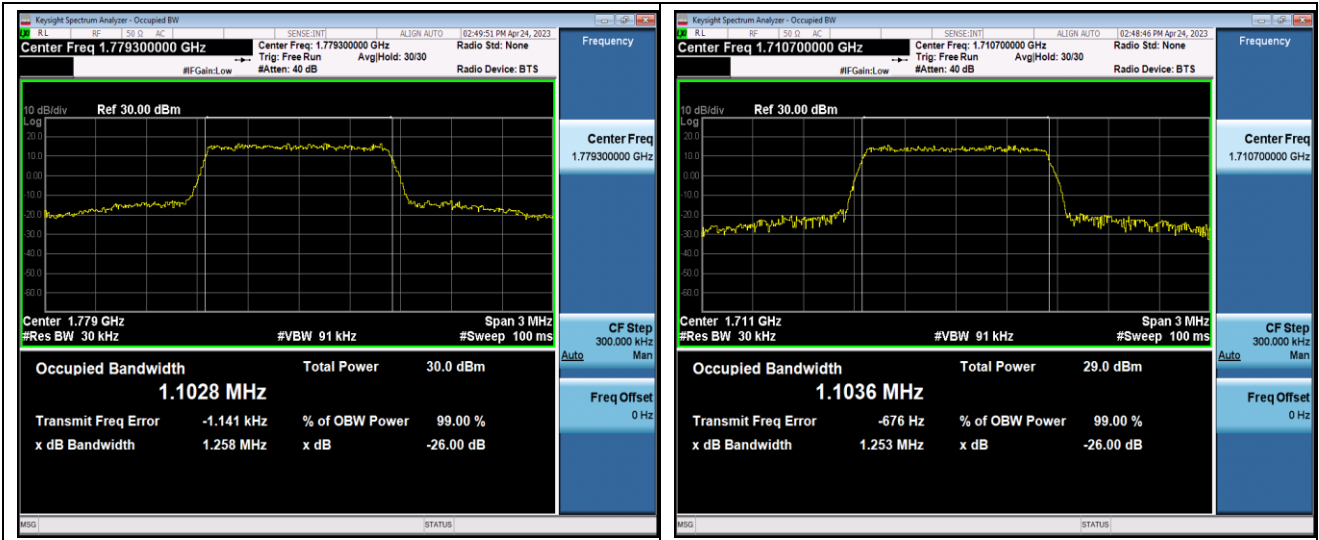 Keysight Spectrum Analyzer - Occupied BW
RL RF 50 Ω AC SENSE:INT ALIGN AUTO 02:49:51 PM Apr 24, 2023
Center Freq 1.779300000 GHz
Center Freq: 1.779300000 GHz Radio Std: None
Trig: Free Run Avg|Hold: 30/30
#IFGain:Low #Atten: 40 dB Radio Device: BTS
10 dB/div Ref 30.00 dBm
Log
20.0
10.0
0.00
-10.0
-20.0
-30.0
-40.0
-50.0
-60.0
Center 1.779 GHz Span 3 MHz
#Res BW 30 kHz #VBW 91 kHz #Sweep 100 ms
Occupied Bandwidth Total Power 30.0 dBm
1.1028 MHz
Transmit Freq Error -1.141 kHz % of OBW Power 99.00 %
x dB Bandwidth 1.258 MHz x dB -26.00 dB
MSG STATUS
Frequency
Center Freq
1.779300000 GHz
CF Step
300.000 kHz
Auto Man
Freq Offset
0 Hz
Keysight Spectrum Analyzer - Occupied BW
RL RF 50 Ω AC SENSE:INT ALIGN AUTO 02:48:46 PM Apr 24, 2023
Center Freq 1.710700000 GHz
Center Freq: 1.710700000 GHz Radio Std: None
Trig: Free Run Avg|Hold: 30/30
#IFGain:Low #Atten: 40 dB Radio Device: BTS
10 dB/div Ref 30.00 dBm
Log
20.0
10.0
0.00
-10.0
-20.0
-30.0
-40.0
-50.0
-60.0
Center 1.711 GHz Span 3 MHz
#Res BW 30 kHz #VBW 91 kHz #Sweep 100 ms
Occupied Bandwidth Total Power 29.0 dBm
1.1036 MHz
Transmit Freq Error -676 Hz % of OBW Power 99.00 %
x dB Bandwidth 1.253 MHz x dB -26.00 dB
MSG STATUS
Frequency
Center Freq
1.710700000 GHz
CF Step
300.000 kHz
Auto Man
Freq Offset
0 Hz